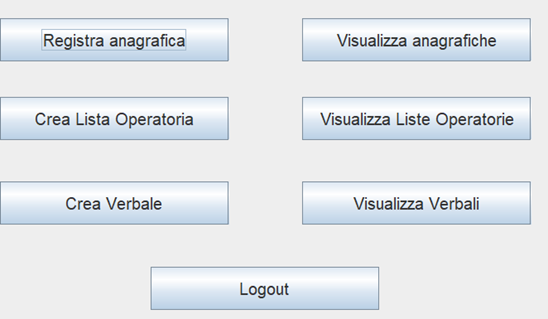 Registra anagrafica
Visualizza anagrafiche
Crea Lista Operatoria
Visualizza Liste Operatorie
Crea Verbale
Visualizza Verbali
Logout